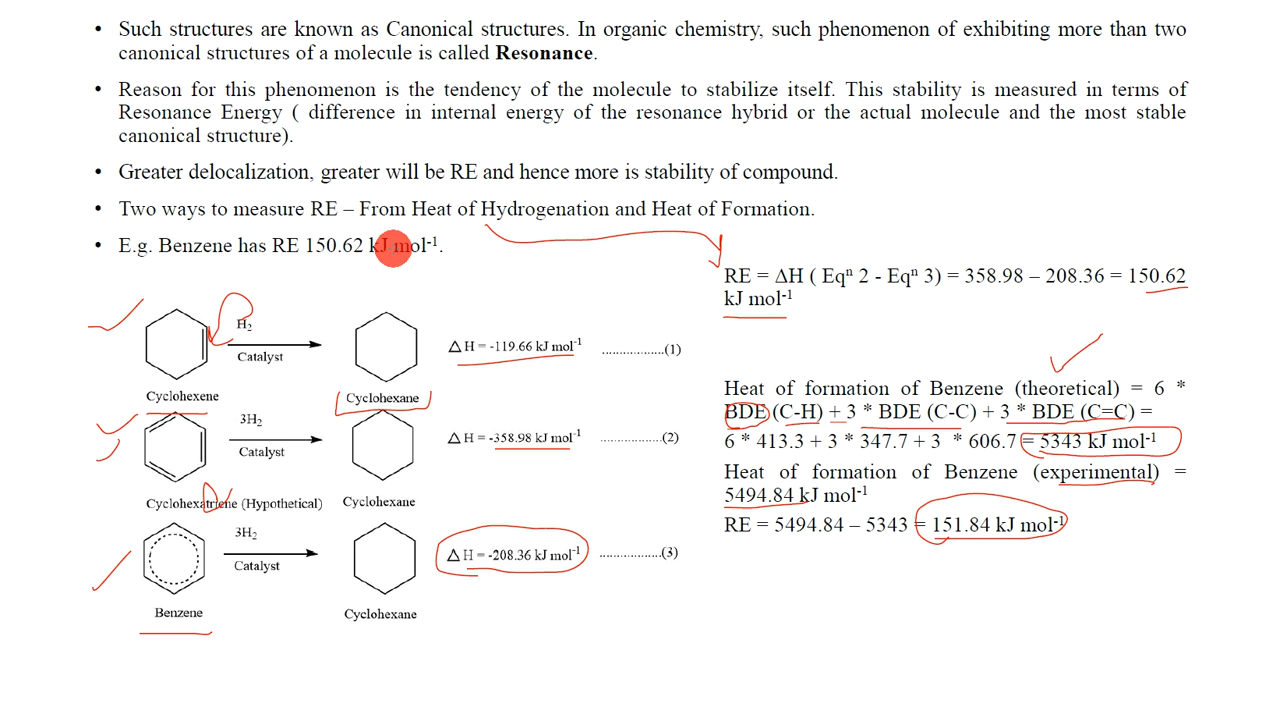 • Such structures are known as Canonical structures. In organic chemistry, such phenomenon of exhibiting more than two
canonical structures of a molecule is called Resonance.
• Reason for this phenomenon is the tendency of the molecule to stabilize itself. This stability is measured in terms of
Resonance Energy ( difference in internal energy of the resonance hybrid or the actual molecule and the most stable
canonical structure).
• Greater delocalization, greater will be RE and hence more is stability of compound.
• Two ways to measure RE – From Heat of Hydrogenation and Heat of Formation.
• E.g. Benzene has RE 150.62 kJ mol⁻¹.
H₂
Catalyst
Cyclohexene
Cyclohexane
△ H = -119.66 kJ mol⁻¹ ..................(1)
3H₂
Catalyst
Cyclohexatriene (Hypothetical)
Cyclohexane
△ H = -358.98 kJ mol⁻¹ ..................(2)
3H₂
Catalyst
Benzene
Cyclohexane
△ H = -208.36 kJ mol⁻¹ ..................(3)
RE = ΔH ( Eqⁿ 2 - Eqⁿ 3) = 358.98 – 208.36 = 150.62
kJ mol⁻¹
Heat of formation of Benzene (theoretical) = 6 *
BDE (C-H) + 3 * BDE (C-C) + 3 * BDE (C=C) =
6 * 413.3 + 3 * 347.7 + 3 * 606.7 = 5343 kJ mol⁻¹
Heat of formation of Benzene (experimental) =
5494.84 kJ mol⁻¹
RE = 5494.84 – 5343 = 151.84 kJ mol⁻¹